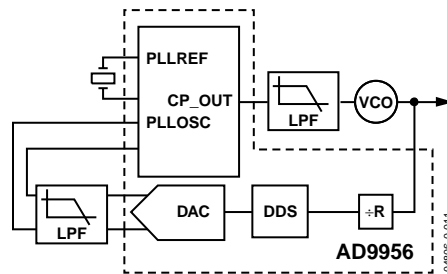 PLLREF
CP_OUT
PLLOSC
LPF
VCO
LPF
DAC
DDS
÷R
AD9956